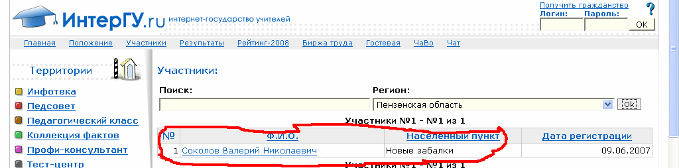 ИнтерГУ.ru интернет-государство учителей
Получить гражданство
Логин: Пароль:
OK
?
Главная Положение Участники Результаты Рейтинг-2008 Биржа труда Гостевая ЧаВо Чат
Территории
Инфотека
Педсовет
Педагогический класс
Коллекция фактов
Профи-консультант
Тест-центр
Участники:
Поиск: Регион:
Пензенская область ok
Участники №1 - №1 из 1
№ Ф.И.О. Населенный пункт Дата регистрации
1 Соколов Валерий Николаевич Новые забалки 09.06.2007
Участники №1 - №1 из 1